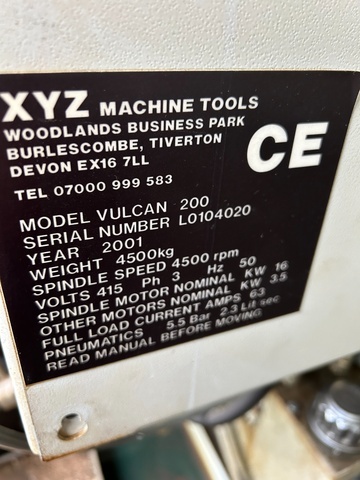 XYZ MACHINE TOOLS
WOODLANDS BUSINESS PARK
BURLESCOMBE, TIVERTON
DEVON EX16 7LL
CE
TEL 07000 999 583
MODEL VULCAN 200
SERIAL NUMBER L0104020
YEAR 2001
WEIGHT 4500kg
SPINDLE SPEED 4500 rpm
VOLTS 415 Ph 3 Hz 50
SPINDLE MOTOR NOMINAL KW 16
OTHER MOTORS NOMINAL KW 3.5
FULL LOAD CURRENT AMPS 63
PNEUMATICS 5.5 Bar 2.3 Lit sec
READ MANUAL BEFORE MOVING